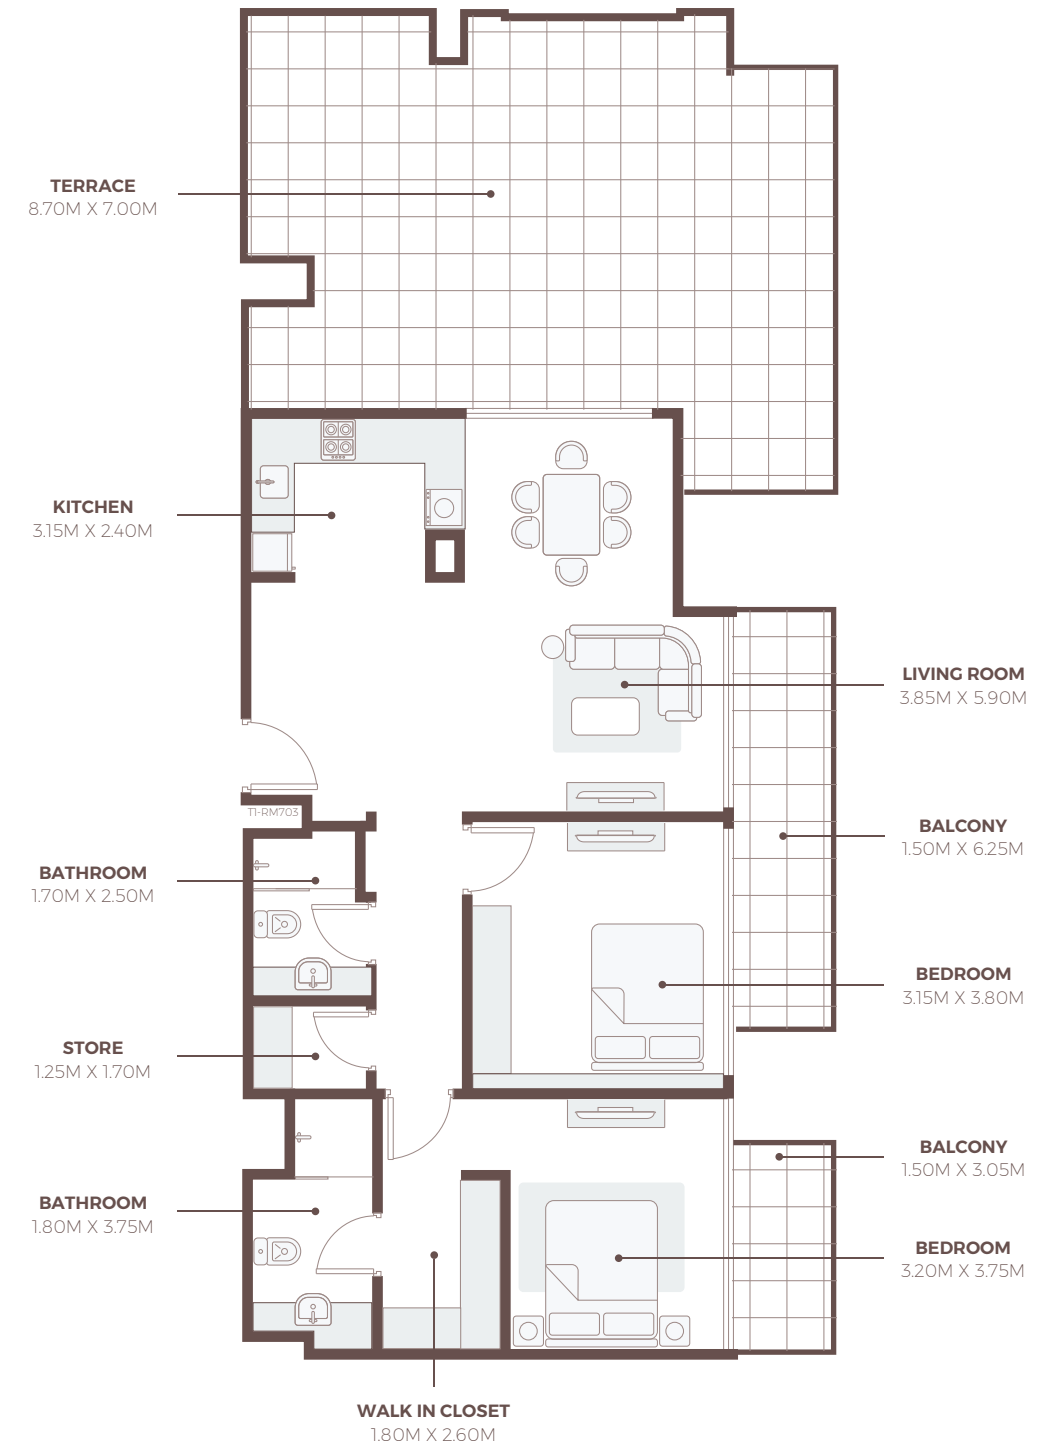 TERRACE
8.70M X 7.00M
KITCHEN
3.15M X 2.40M
LIVING ROOM
3.85M X 5.90M
T1-RM703
BALCONY
1.50M X 6.25M
BATHROOM
1.70M X 2.50M
BEDROOM
3.15M X 3.80M
STORE
1.25M X 1.70M
BALCONY
1.50M X 3.05M
BATHROOM
1.80M X 3.75M
BEDROOM
3.20M X 3.75M
WALK IN CLOSET
1.80M X 2.60M